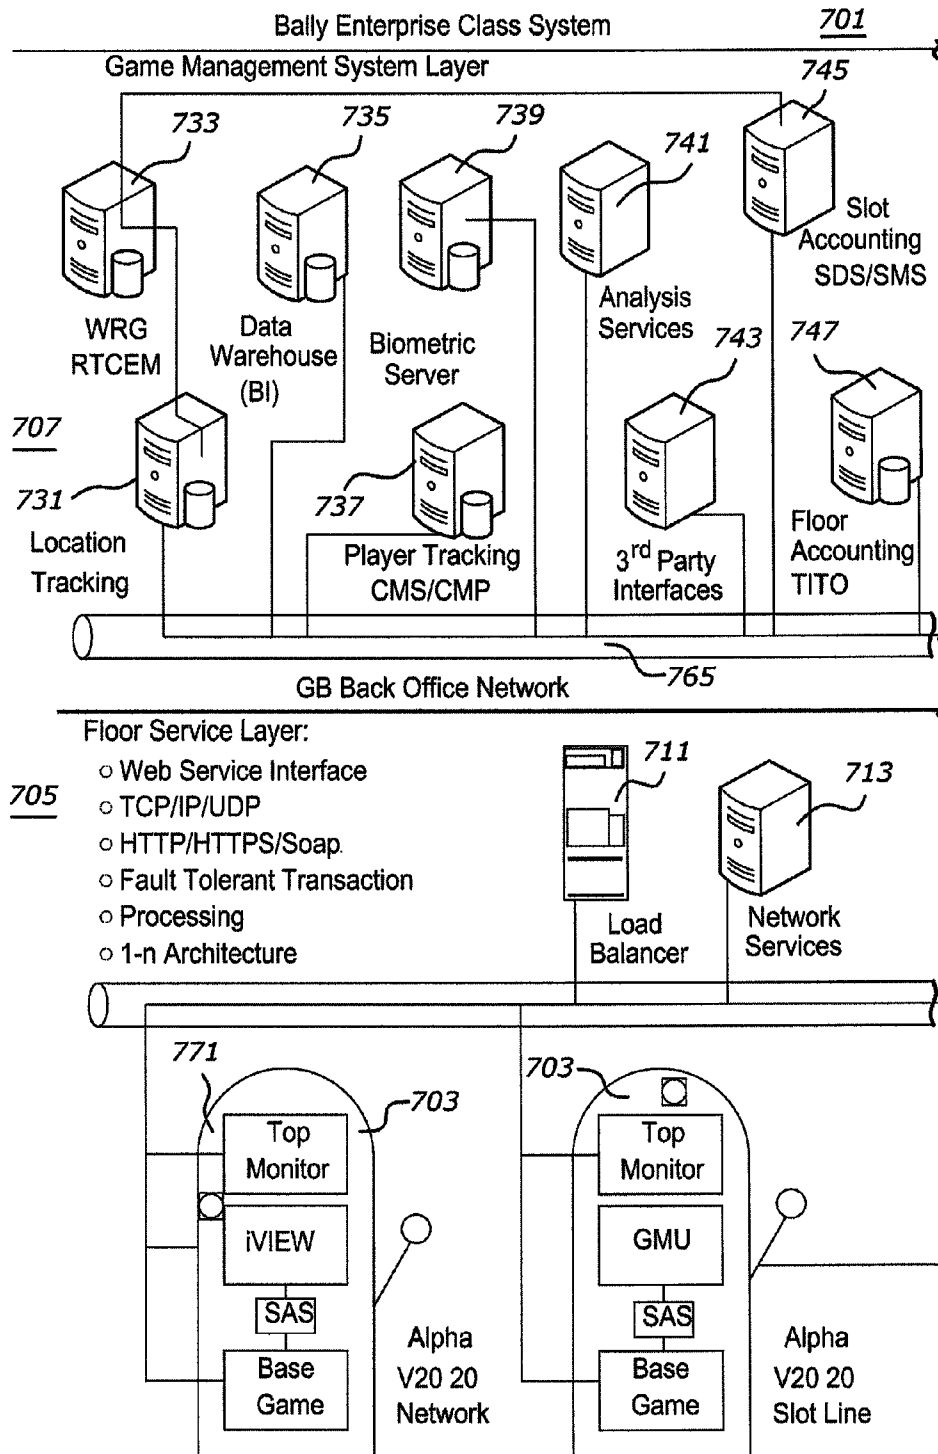 Bally Enterprise Class System
701
Game Management System Layer
745
733
735
739
741
Slot
Accounting
SDS/SMS
WRG
RTCEM
Data
Warehouse
(BI)
Biometric
Server
Analysis
Services
743
747
707
731
737
Location
Tracking
Player Tracking
CMS/CMP
3rd Party
Interfaces
Floor
Accounting
TITO
765
GB Back Office Network
Floor Service Layer:
705
○ Web Service Interface
○ TCP/IP/UDP
○ HTTP/HTTPS/Soap.
○ Fault Tolerant Transaction
○ Processing
○ 1-n Architecture
711
713
Load
Balancer
Network
Services
771
703
Top
Monitor
iVIEW
SAS
Base
Game
Alpha
V20 20
Network
703
Top
Monitor
GMU
SAS
Base
Game
Alpha
V20 20
Slot Line